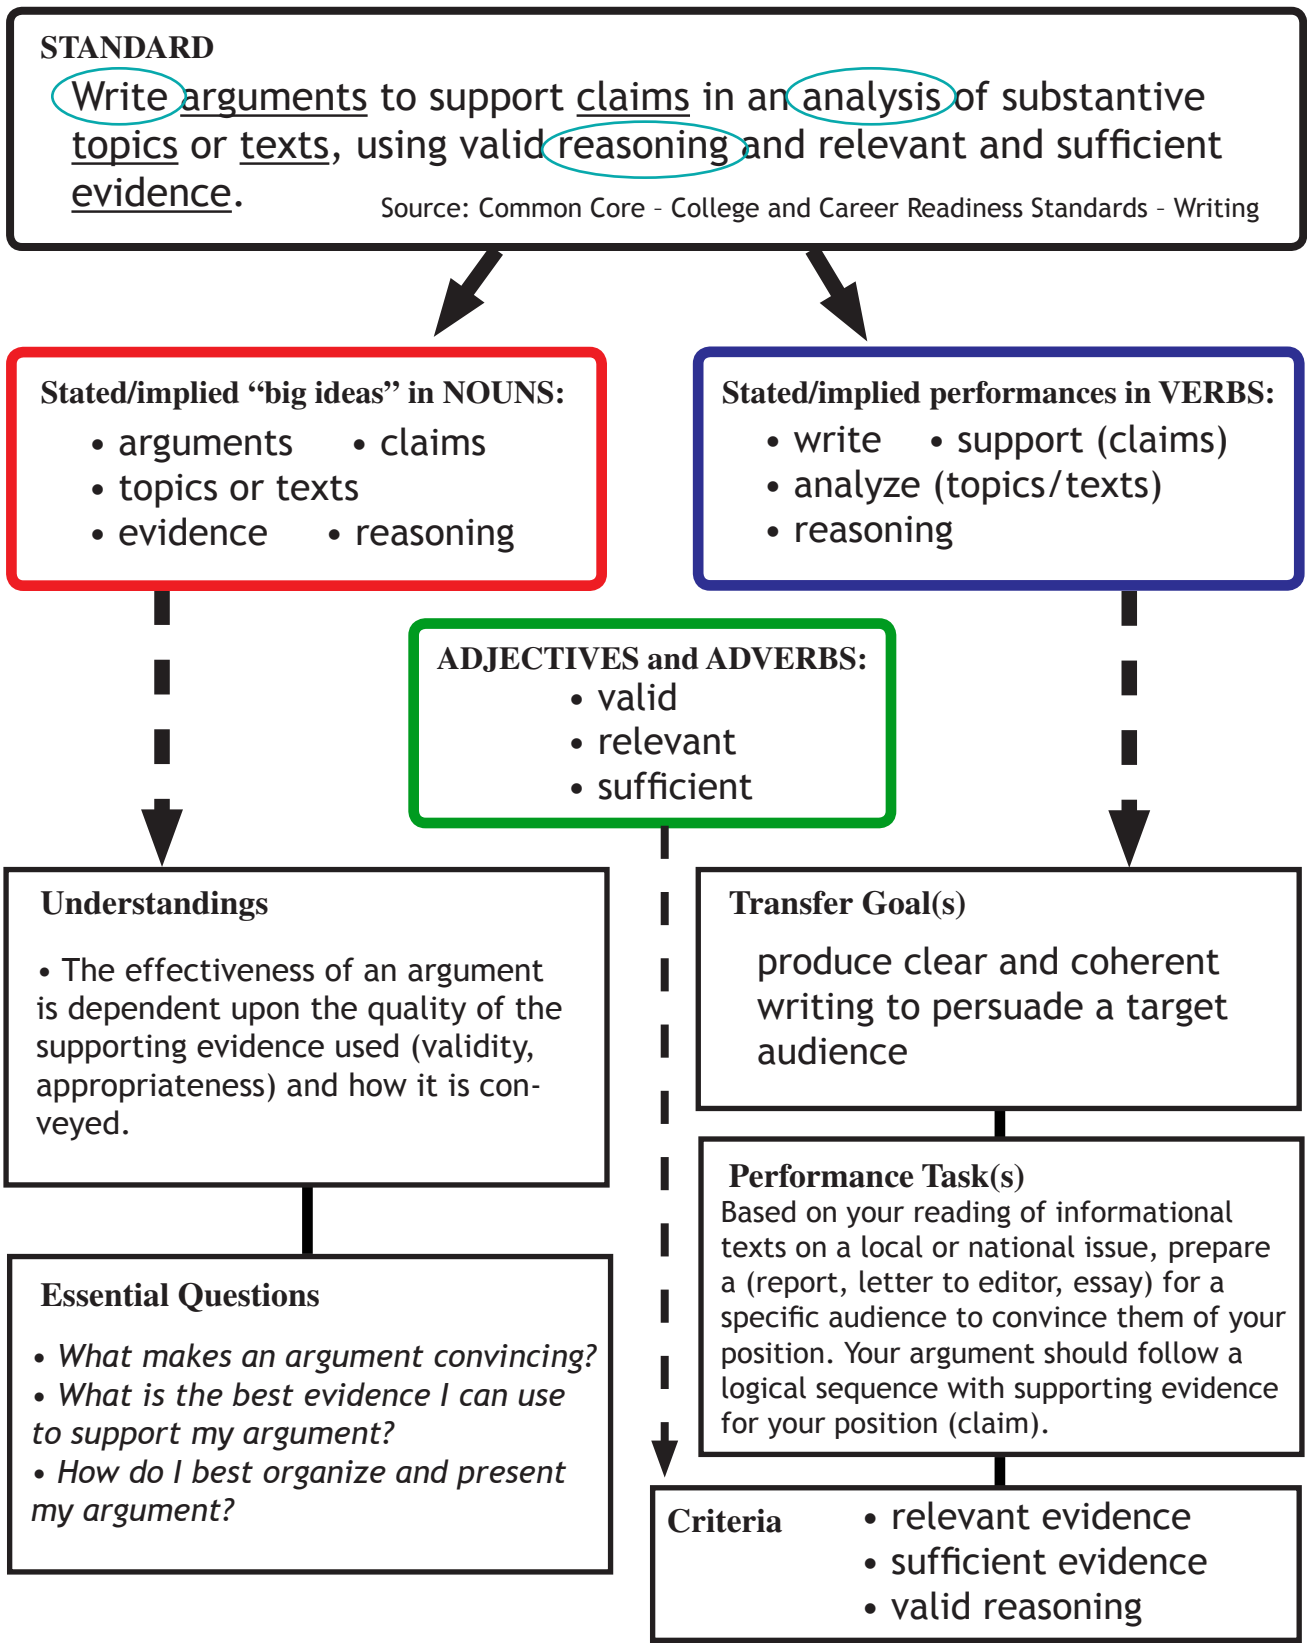 STANDARD
Write arguments to support claims in an analysis of substantive
topics or texts, using valid reasoning and relevant and sufficient
evidence.
Source: Common Core – College and Career Readiness Standards – Writing
Stated/implied “big ideas” in NOUNS:
• arguments • claims
• topics or texts
• evidence • reasoning
Stated/implied performances in VERBS:
• write • support (claims)
• analyze (topics/texts)
• reasoning
ADJECTIVES and ADVERBS:
• valid
• relevant
• sufficient
Understandings
• The effectiveness of an argument
is dependent upon the quality of the
supporting evidence used (validity,
appropriateness) and how it is con-
veyed.
Transfer Goal(s)
produce clear and coherent
writing to persuade a target
audience
Essential Questions
• What makes an argument convincing?
• What is the best evidence I can use
to support my argument?
• How do I best organize and present
my argument?
Performance Task(s)
Based on your reading of informational
texts on a local or national issue, prepare
a (report, letter to editor, essay) for a
specific audience to convince them of your
position. Your argument should follow a
logical sequence with supporting evidence
for your position (claim).
Criteria
• relevant evidence
• sufficient evidence
• valid reasoning